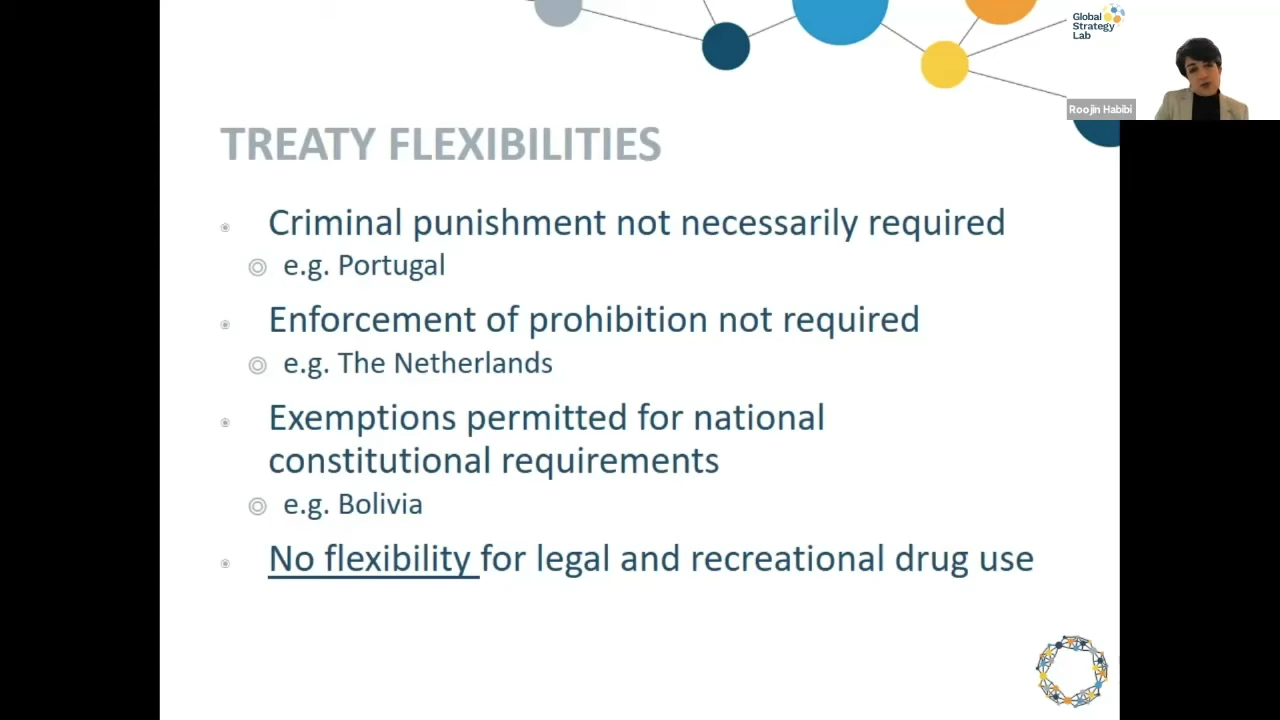 Global
Strategy
Lab
Roojin Habibi
TREATY FLEXIBILITIES
Criminal punishment not necessarily required
e.g. Portugal
Enforcement of prohibition not required
e.g. The Netherlands
Exemptions permitted for national
constitutional requirements
e.g. Bolivia
No flexibility for legal and recreational drug use